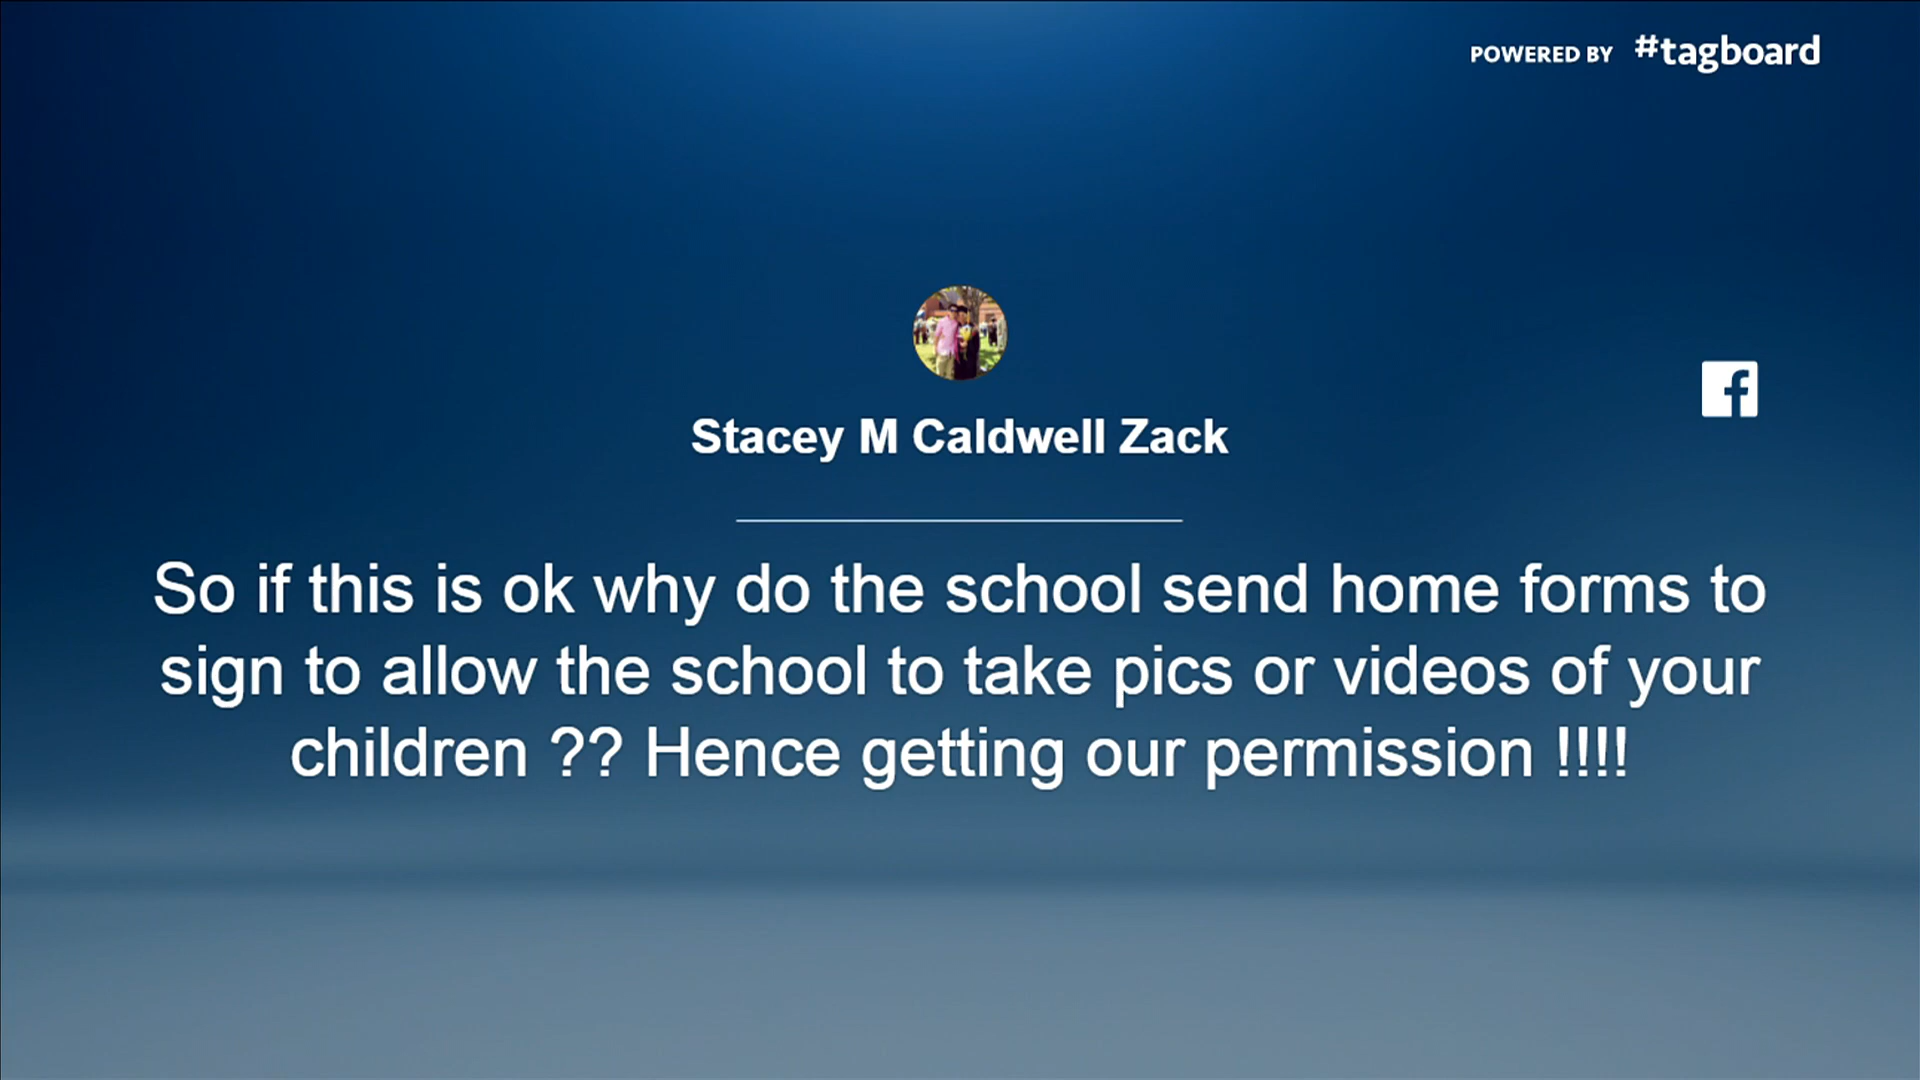 POWERED BY #tagboard
Stacey M Caldwell Zack
So if this is ok why do the school send home forms to
sign to allow the school to take pics or videos of your
children ?? Hence getting our permission !!!!